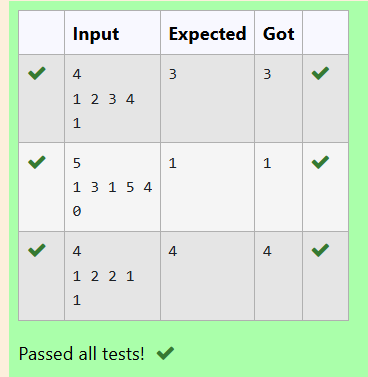 Input Expected Got
4 3 3
1 2 3 4
1
5 1 1
1 3 1 5 4
0
4 4 4
1 2 2 1
1
Passed all tests!